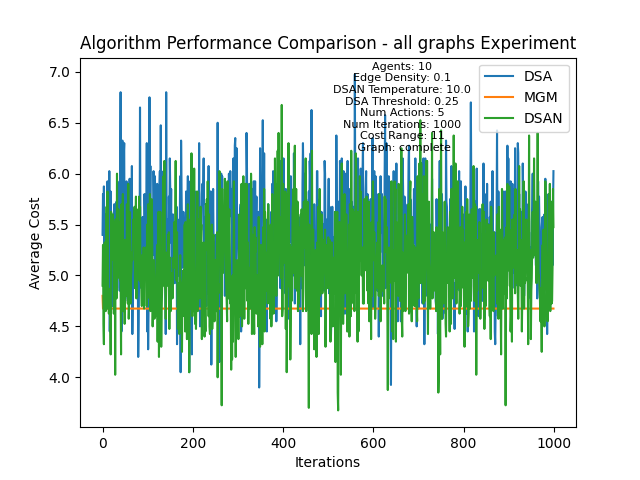 Algorithm Performance Comparison - all graphs Experiment
Agents: 10
Edge Density: 0.1
DSAN Temperature: 10.0
DSA Threshold: 0.25
Num Actions: 5
Num Iterations: 1000
Cost Range: 11
Graph: complete
DSA
MGM
DSAN
Average Cost
7.0
6.5
6.0
5.5
5.0
4.5
4.0
0 200 400 600 800 1000
Iterations